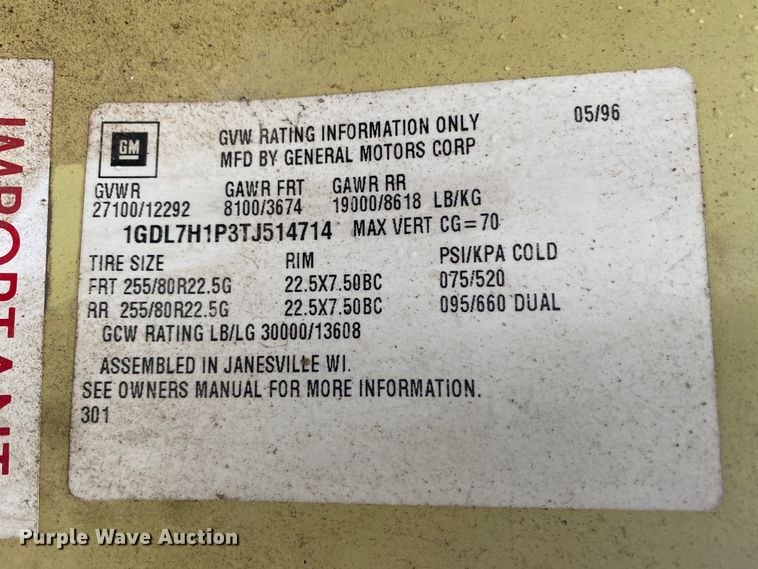 IMPORTANT
GM
GVW RATING INFORMATION ONLY
MFD BY GENERAL MOTORS CORP
05/96
GVWR GAWR FRT GAWR RR
27100/12292 8100/3674 19000/8618 LB/KG
1GDL7H1P3TJ514714 MAX VERT CG=70
TIRE SIZE RIM PSI/KPA COLD
FRT 255/80R22.5G 22.5X7.50BC 075/520
RR 255/80R22.5G 22.5X7.50BC 095/660 DUAL
GCW RATING LB/LG 30000/13608
ASSEMBLED IN JANESVILLE WI.
SEE OWNERS MANUAL FOR MORE INFORMATION.
301
Purple Wave Auction